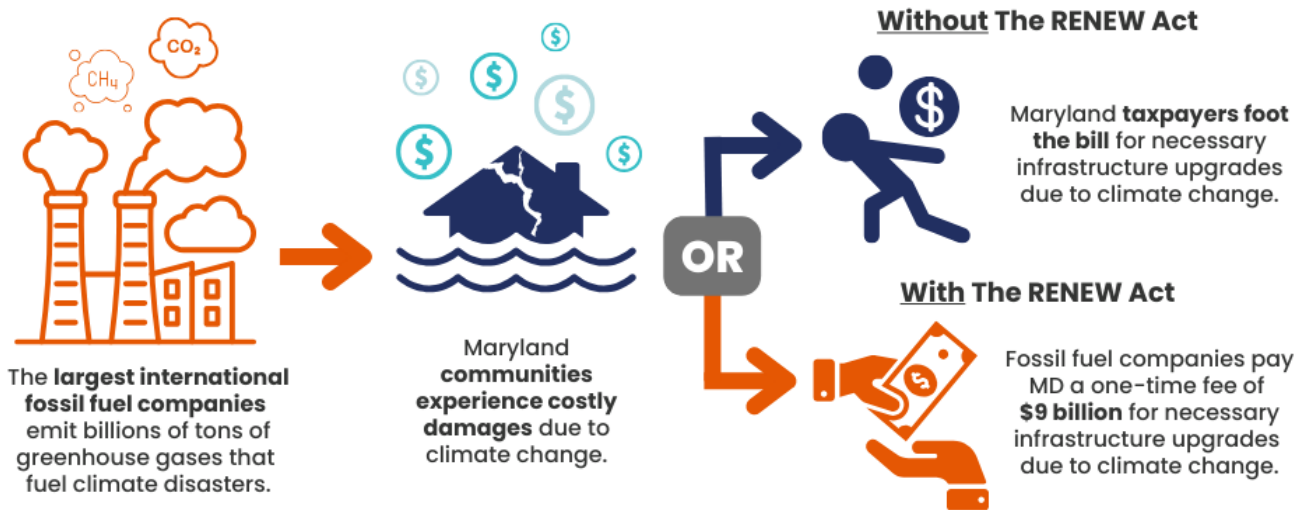 CO₂
CH₄
The largest international
fossil fuel companies
emit billions of tons of
greenhouse gases that
fuel climate disasters.
$
$
$
$
$
$
Maryland
communities
experience costly
damages due to
climate change.
OR
Without The RENEW Act
$
Maryland taxpayers foot
the bill for necessary
infrastructure upgrades
due to climate change.
With The RENEW Act
$
Fossil fuel companies pay
MD a one-time fee of
$9 billion for necessary
infrastructure upgrades
due to climate change.